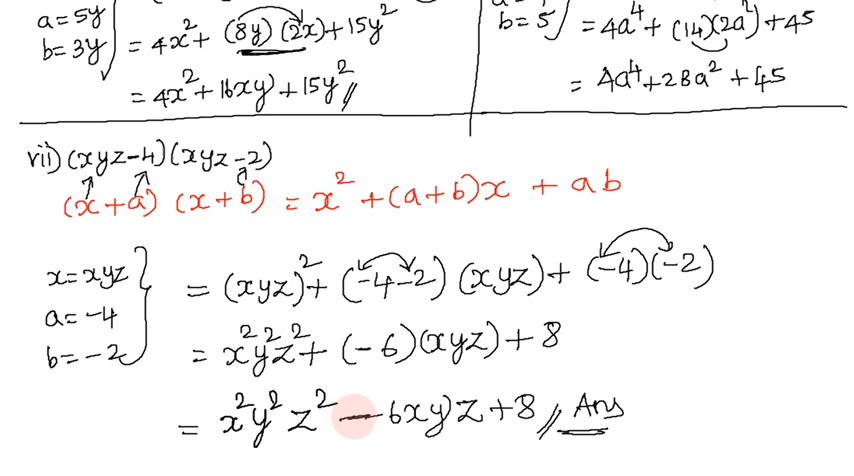 a = 5y
b = 3y
= 4x² + (8y)(2x) + 15y²
= 4x² + 16xy + 15y² //
b = 5
= 4a⁴ + (14)(2a²) + 45
= 4a⁴ + 28a² + 45
vii) (xyz - 4)(xyz - 2)
(x + a) (x + b) = x² + (a + b)x + ab
x = xyz
a = -4
b = -2
= (xyz)² + (-4 - 2) (xyz) + (-4)(-2)
= x²y²z² + (-6)(xyz) + 8
= x²y²z² - 6xyz + 8 // Ans